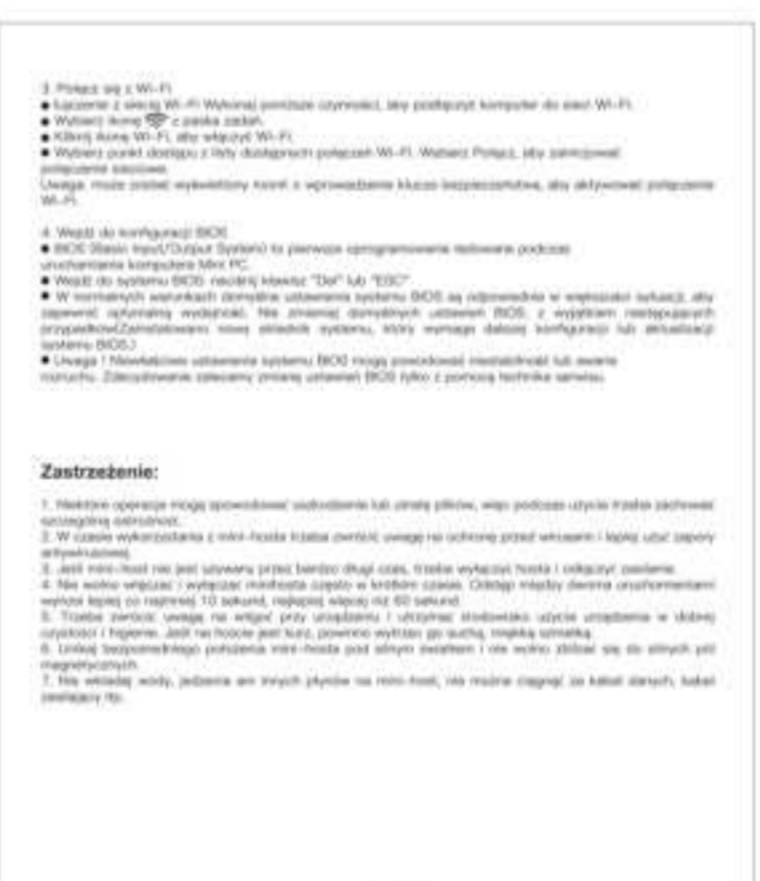 3. Połącz się z Wi-Fi
● Łączenie z siecią Wi-Fi Wykonaj poniższe czynności, aby podłączyć komputer do sieci Wi-Fi.
● Wybierz ikonę z paska zadań.
● Kliknij ikonę Wi-Fi, aby włączyć Wi-Fi.
● Wybierz punkt dostępu z listy dostępnych połączeń Wi-Fi. Wybierz Połącz, aby zainicjować
połączenie sieciowe.
Uwaga: może zostać wyświetlony monit o wprowadzenie klucza bezpieczeństwa, aby aktywować połączenie
Wi-Fi.
4. Wejdź do konfiguracji BIOS
● BIOS (Basic Input/Output System) to pierwsze oprogramowanie ładowane podczas
uruchamiania komputera Mini PC.
● Wejdź do systemu BIOS: naciśnij klawisz "Del" lub "ESC"
● W normalnych warunkach domyślne ustawienia systemu BIOS są odpowiednie w większości sytuacji, aby
zapewnić optymalną wydajność. Nie zmieniaj domyślnych ustawień BIOS, z wyjątkiem następujących
przypadków(Zainstalowano nowy składnik systemu, który wymaga dalszej konfiguracji lub aktualizacji
systemu BIOS.)
● Uwaga ! Niewłaściwe ustawienia systemu BIOS mogą powodować niestabilność lub awarie
rozruchu. Zdecydowanie zalecamy zmianę ustawień BIOS tylko z pomocą technika serwisu.
Zastrzeżenie:
1. Niektóre operacje mogą spowodować uszkodzenie lub utratę plików, więc podczas użycia trzeba zachować
szczególną ostrożność.
2. W czasie wykorzystania z mini-hosta trzeba zwrócić uwagę na ochronę przed wirusami i lepiej użyć zapory
antywirusowej.
3. Jeśli mini-host nie jest używany przez bardzo długi czas, trzeba wyłączyć hosta i odłączyć zasilanie.
4. Nie wolno włączać i wyłączać minihosta często w krótkim czasie. Odstęp między dwoma uruchomieniami
wynosi lepiej co najmniej 10 sekund, najlepiej więcej niż 60 sekund.
5. Trzeba zwrócić uwagę na wilgoć przy urządzeniu i utrzymać środowisko użycia urządzenia w dobrej
czystości i higienie. Jeśli na hoście jest kurz, powinno wytrzeć go suchą, miękką szmatką.
6. Unikaj bezpośredniego położenia mini-hosta pod silnym światłem i nie wolno zbliżać się do silnych pól
magnetycznych.
7. Nie wkładaj wody, jedzenia ani innych płynów na mini-host, nie można ciągnąć za kabel danych, kabel
zasilający itp.